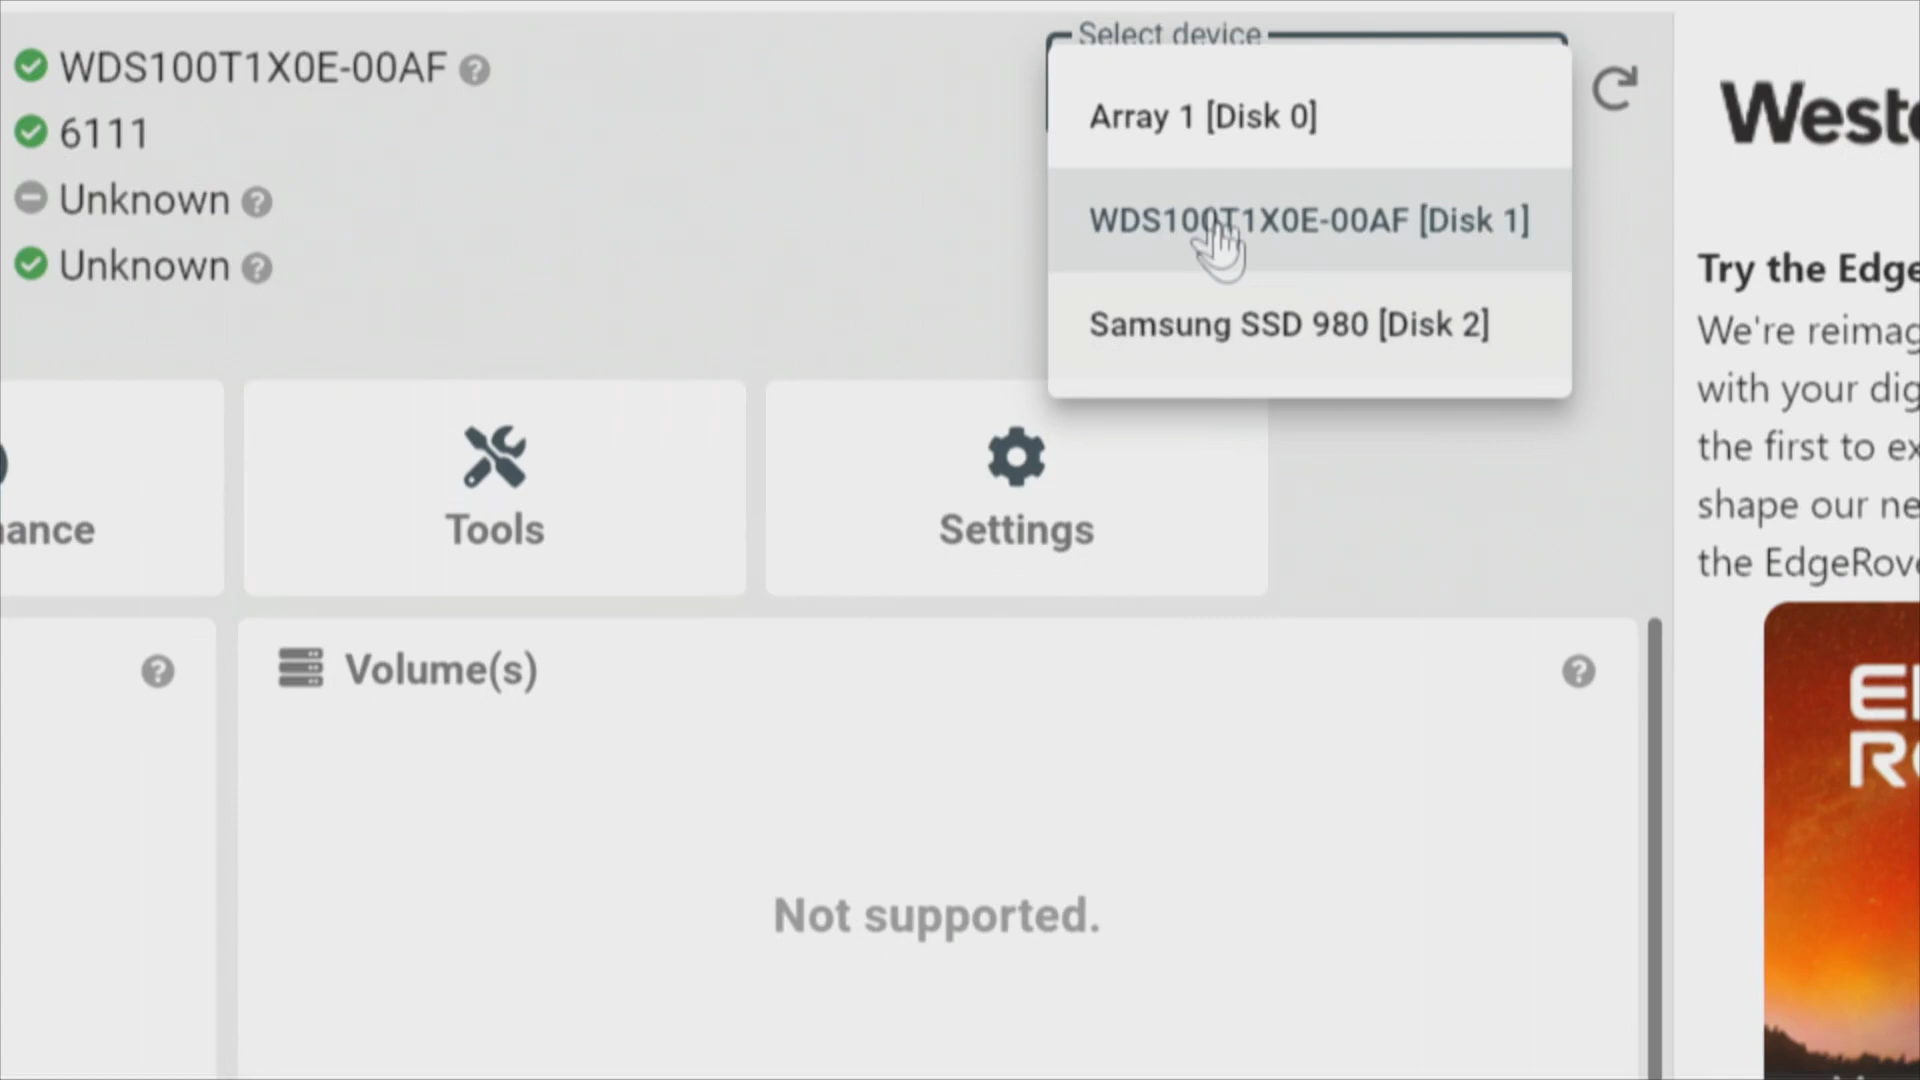 WDS100T1X0E-00AF
6111
Unknown
Unknown
Select device
Array 1 [Disk 0]
WDS100T1X0E-00AF [Disk 1]
Samsung SSD 980 [Disk 2]
Tools
Settings
Volume(s)
Not supported.
Try the Edge
We're reimag
with your dig
the first to ex
shape our ne
the EdgeRov